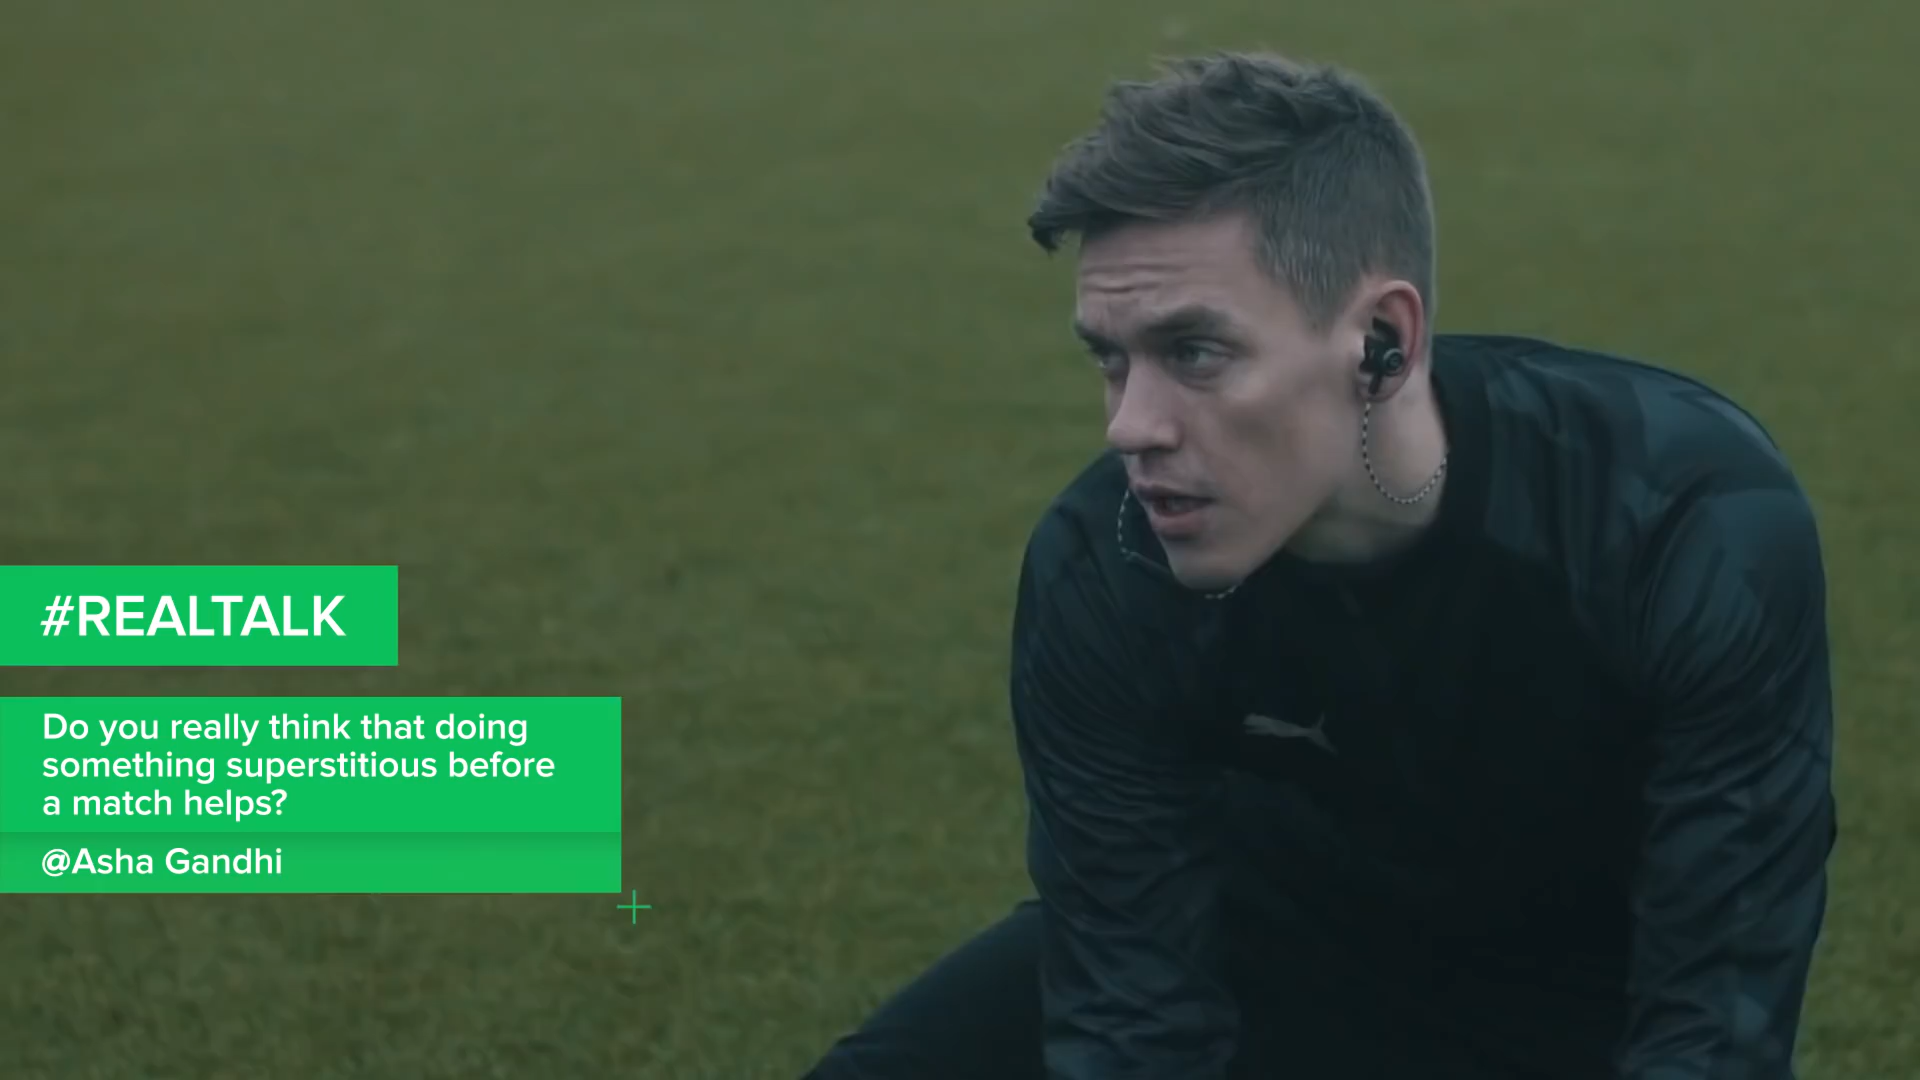 #REALTALK
Do you really think that doing
something superstitious before
a match helps?
@Asha Gandhi